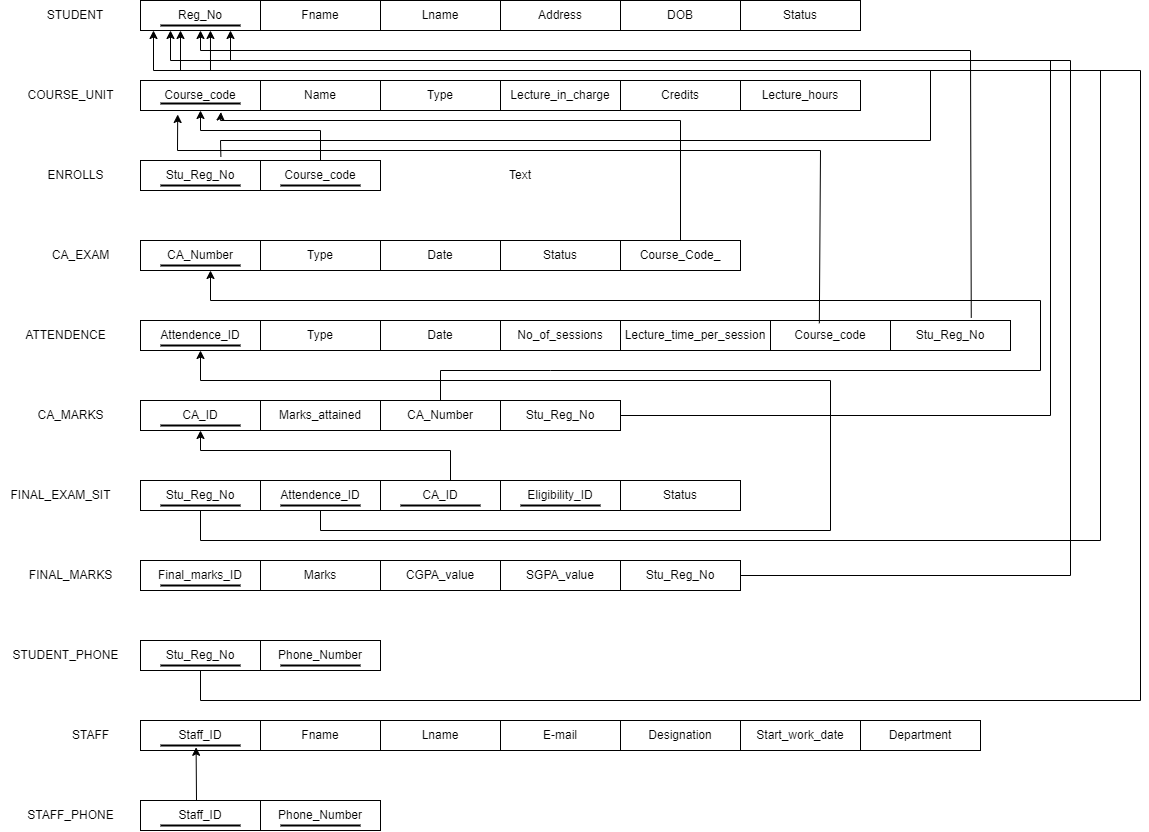 STUDENT Reg_No Fname Lname Address DOB Status
COURSE_UNIT Course_code Name Type Lecture_in_charge Credits Lecture_hours
ENROLLS Stu_Reg_No Course_code Text
CA_EXAM CA_Number Type Date Status Course_Code_
ATTENDENCE Attendence_ID Type Date No_of_sessions Lecture_time_per_session Course_code Stu_Reg_No
CA_MARKS CA_ID Marks_attained CA_Number Stu_Reg_No
FINAL_EXAM_SIT Stu_Reg_No Attendence_ID CA_ID Eligibility_ID Status
FINAL_MARKS Final_marks_ID Marks CGPA_value SGPA_value Stu_Reg_No
STUDENT_PHONE Stu_Reg_No Phone_Number
STAFF Staff_ID Fname Lname E-mail Designation Start_work_date Department
STAFF_PHONE Staff_ID Phone_Number